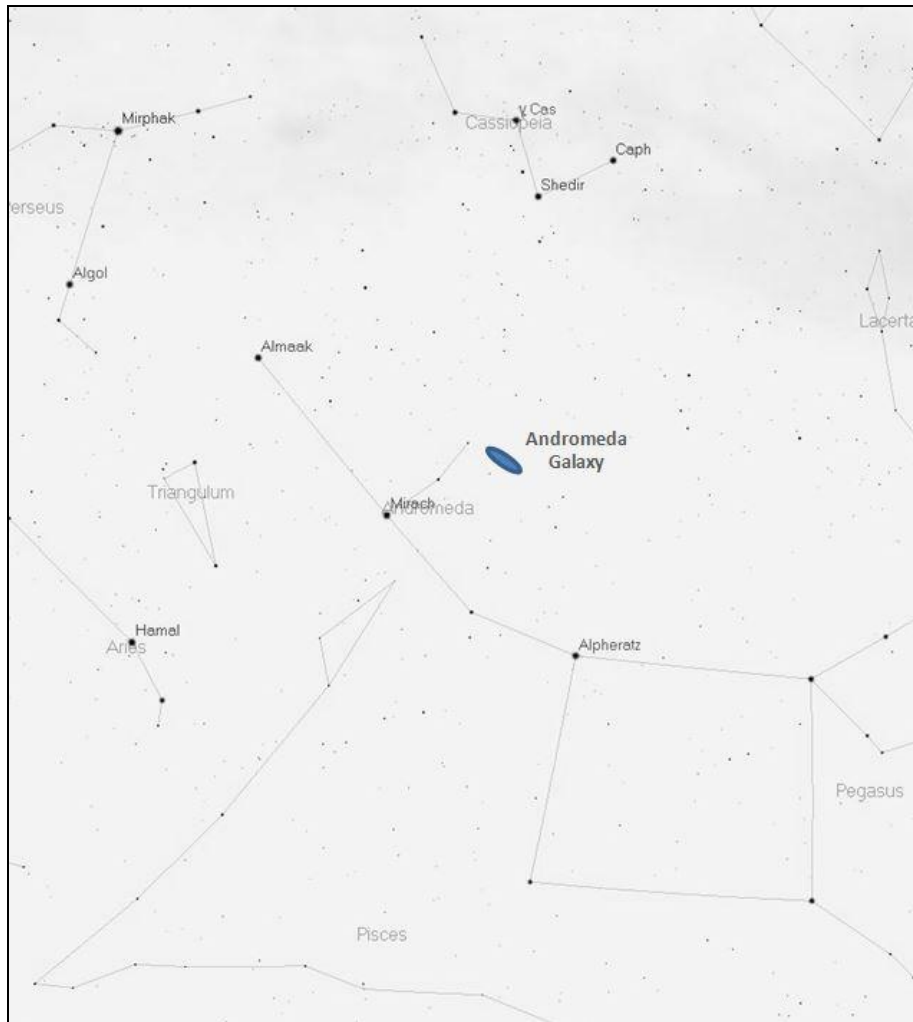 γ Cas
Mirphak
Cassiopeia
Caph
Shedir
erseus
Algol
Lacerta
Almaak
Andromeda
Galaxy
Triangulum
Mirach
Andromeda
Hamal
Aries
Alpheratz
Pegasus
Pisces